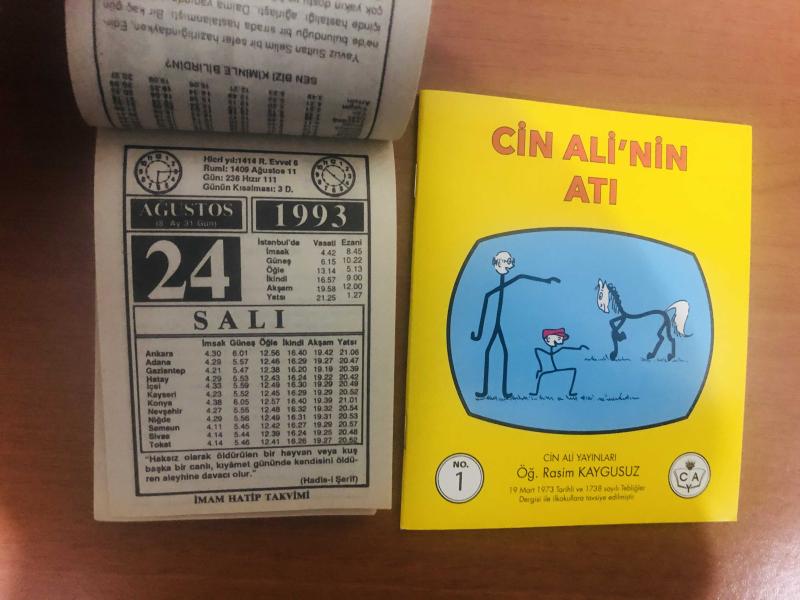 Yavuz Sultan Selim bir sefer hazırlığındayken, Edir-
ne'de bulunduğu bir sırada hastalanmıştı. Bir kaç gün
içinde hastalığı ağırlaştı. Daima yanında
çok yakın dostu
SEN BİZİ KİMİNLE BİLİRDİN?
Hicri yıl:1414 R. Evvel 6
Rumi: 1409 Ağustos 11
Gün: 236 Hızır 111
Günün Kısalması: 3 D.
AĞUSTOS
(8. Ay 31 Gün)
1993
24
İstanbul'da Vasati Ezani
İmsak 4.42 8.45
Güneş 6.15 10.22
Öğle 13.14 5.13
İkindi 16.57 9.00
Akşam 19.58 12.00
Yatsı 21.25 1.27
SALI
İmsak Güneş Öğle İkindi Akşam Yatsı
Ankara 4.30 6.01 12.56 16.40 19.42 21.06
Adana 4.29 5.57 12.46 16.29 19.27 20.47
Gaziantep 4.21 5.47 12.38 16.20 19.19 20.39
Hatay 4.29 5.53 12.43 16.24 19.22 20.42
İçel 4.33 5.59 12.49 16.30 19.29 20.49
Kayseri 4.23 5.52 12.45 16.29 19.29 20.52
Konya 4.38 6.05 12.57 16.40 19.39 21.01
Nevşehir 4.27 5.55 12.48 16.32 19.32 20.54
Niğde 4.29 5.56 12.49 16.31 19.31 20.53
Samsun 4.11 5.45 12.42 16.27 19.29 20.57
Sivas 4.14 5.44 12.39 16.24 19.25 20.48
Tokat 4.14 5.46 12.41 16.26 19.27 20.52
"Haksız olarak öldürülen bir hayvan veya kuş
başka bir canlı, kıyâmet gününde kendisini öldü-
ren aleyhine davacı olur."
(Hadis-i Şerif)
İMAM HATİP TAKVİMİ
CİN ALİ'NİN
ATI
CİN ALİ YAYINLARI
Öğ. Rasim KAYGUSUZ
19 Mart 1973 Tarihli ve 1738 sayılı Tebliğler
Dergisi ile ilkokullara tavsiye edilmiştir.
NO.
1
C A
Y